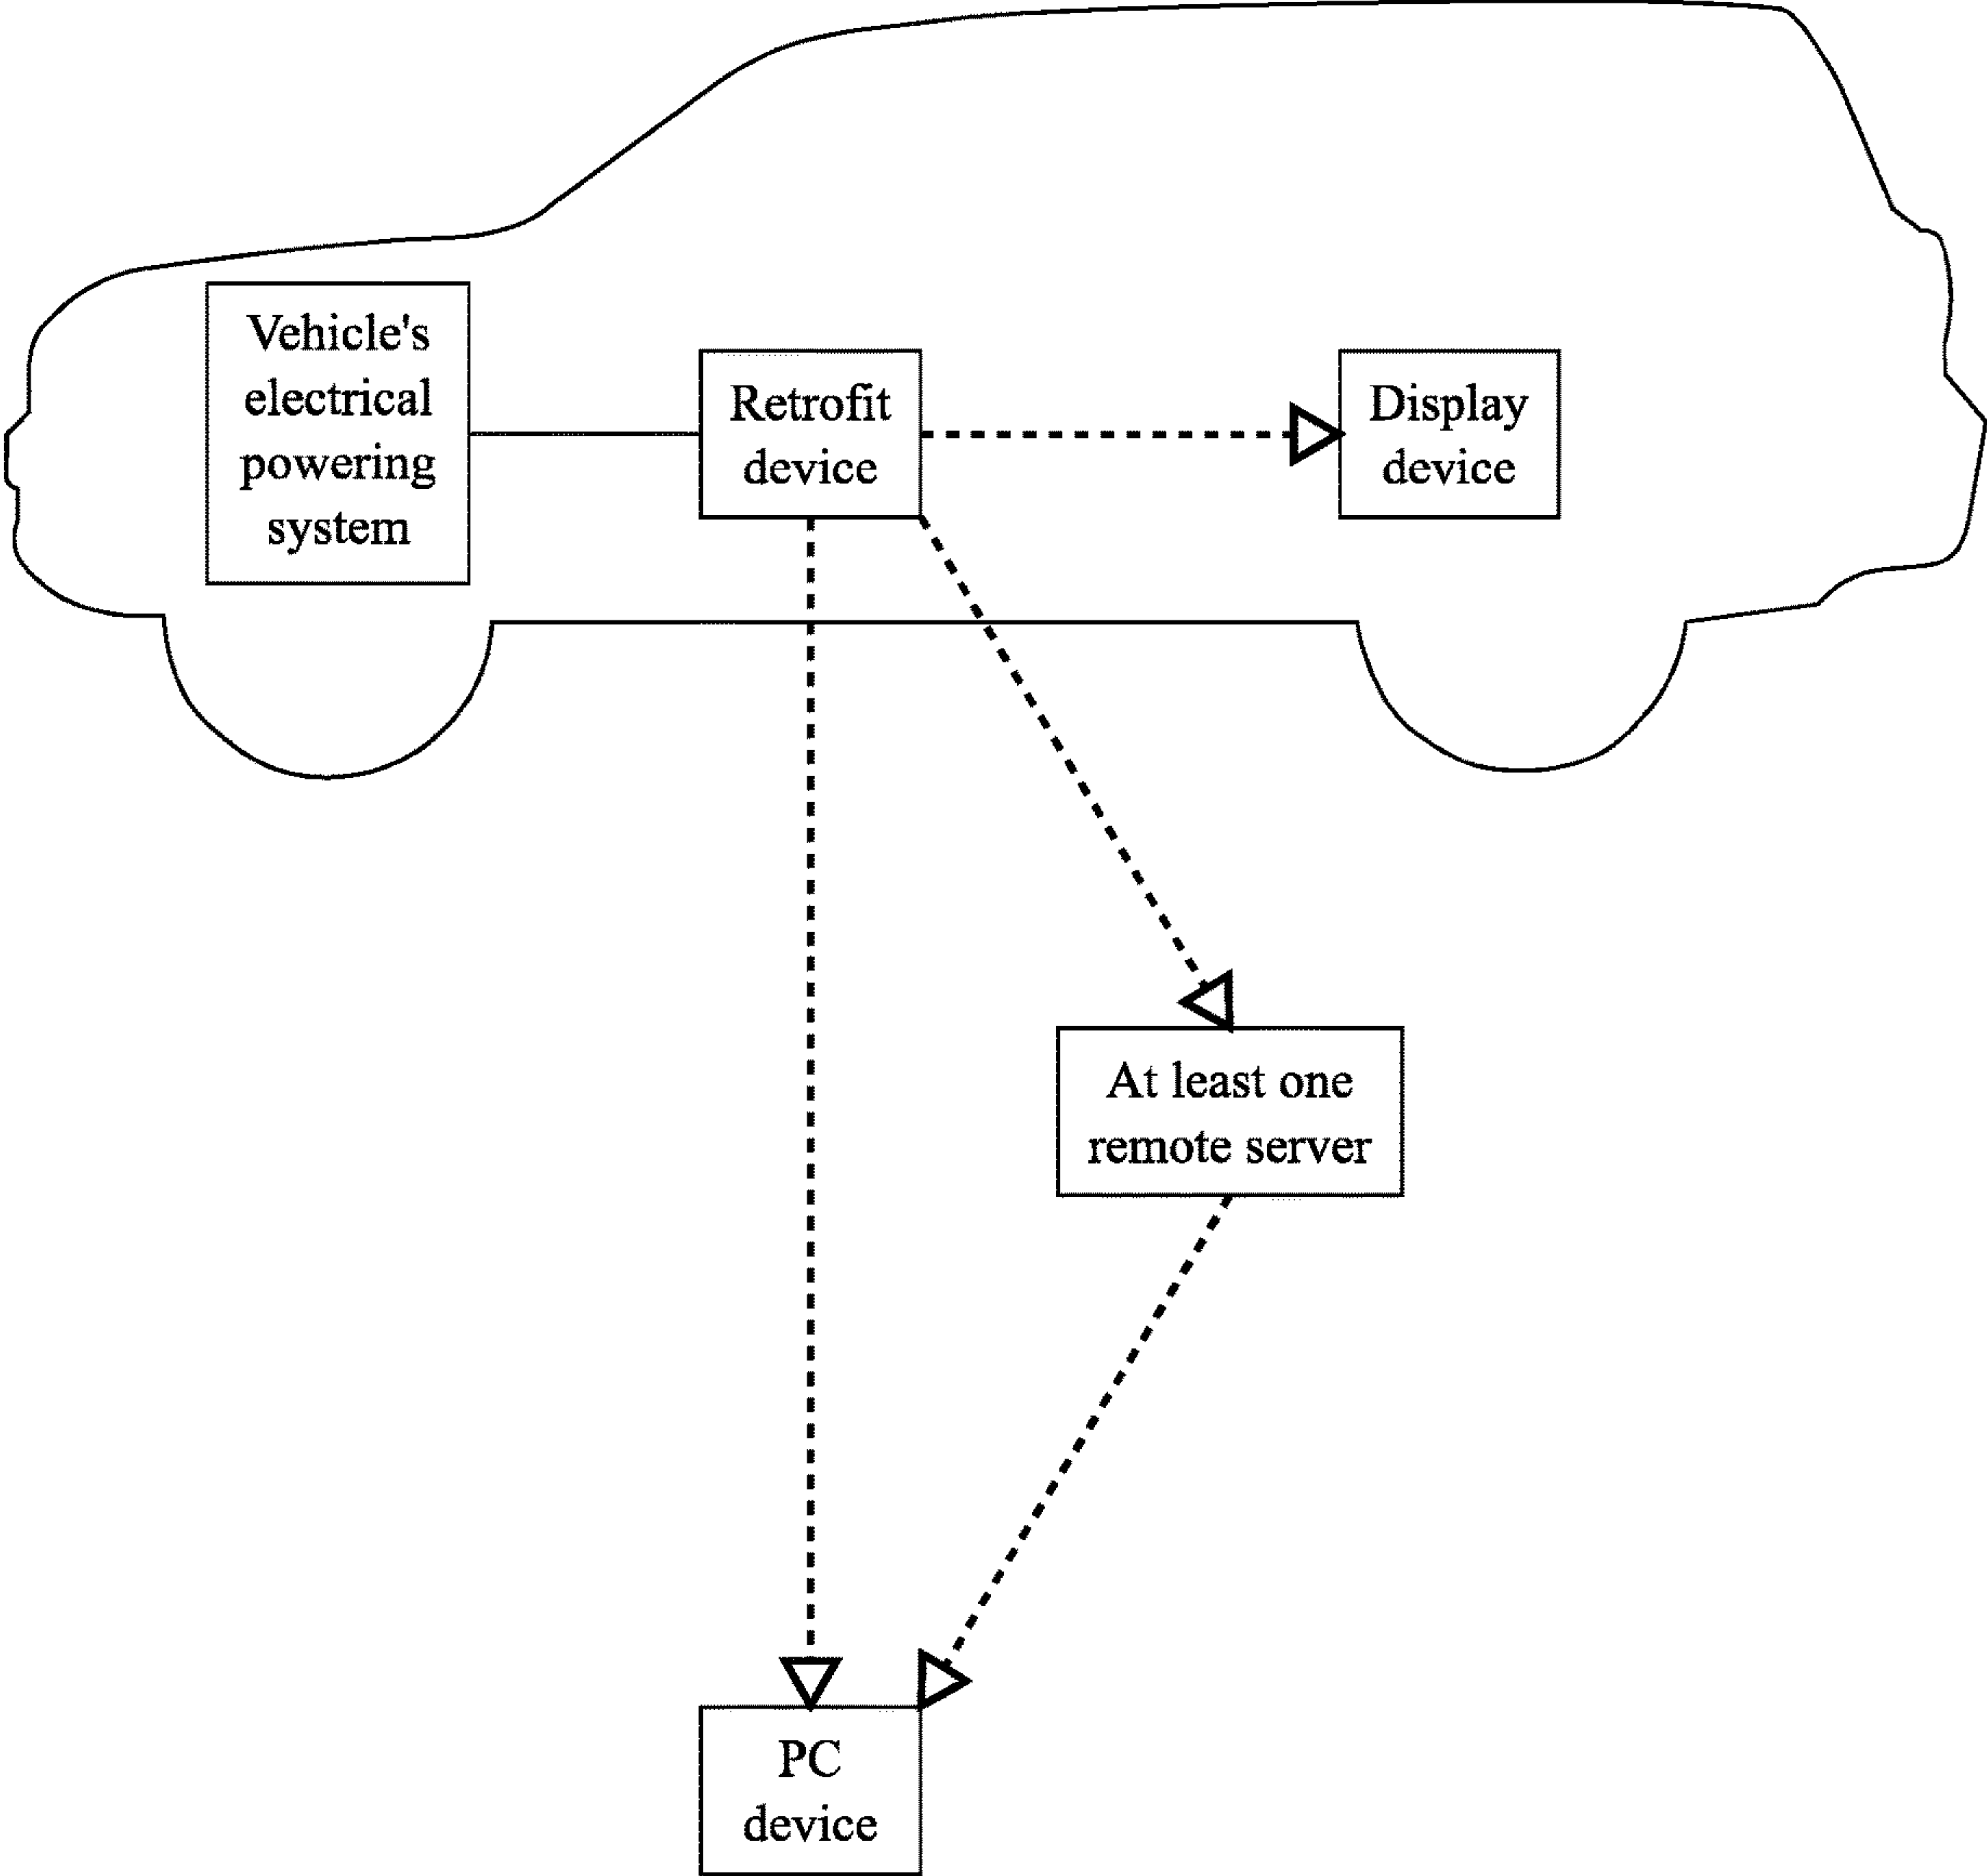 Vehicle's
electrical
powering
system
Retrofit
device
Display
device
At least one
remote server
PC
device